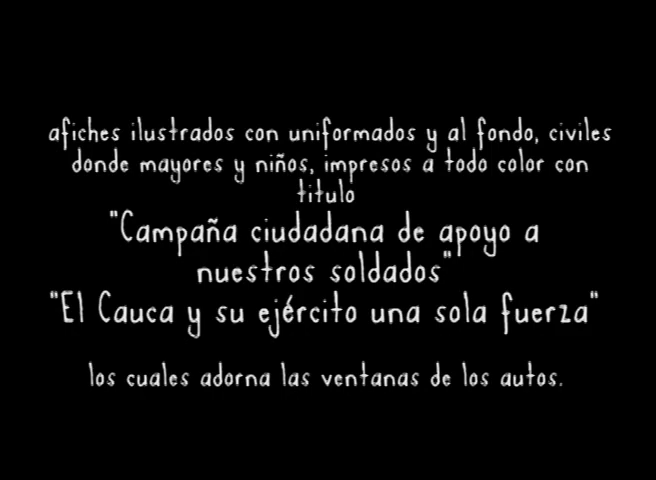 afiches ilustrados con uniformados y al fondo, civiles
donde mayores y niños, impresos a todo color con
titulo
"Campaña ciudadana de apoyo a
nuestros soldados"
"El Cauca y su ejército una sola fuerza"
los cuales adorna las ventanas de los autos.